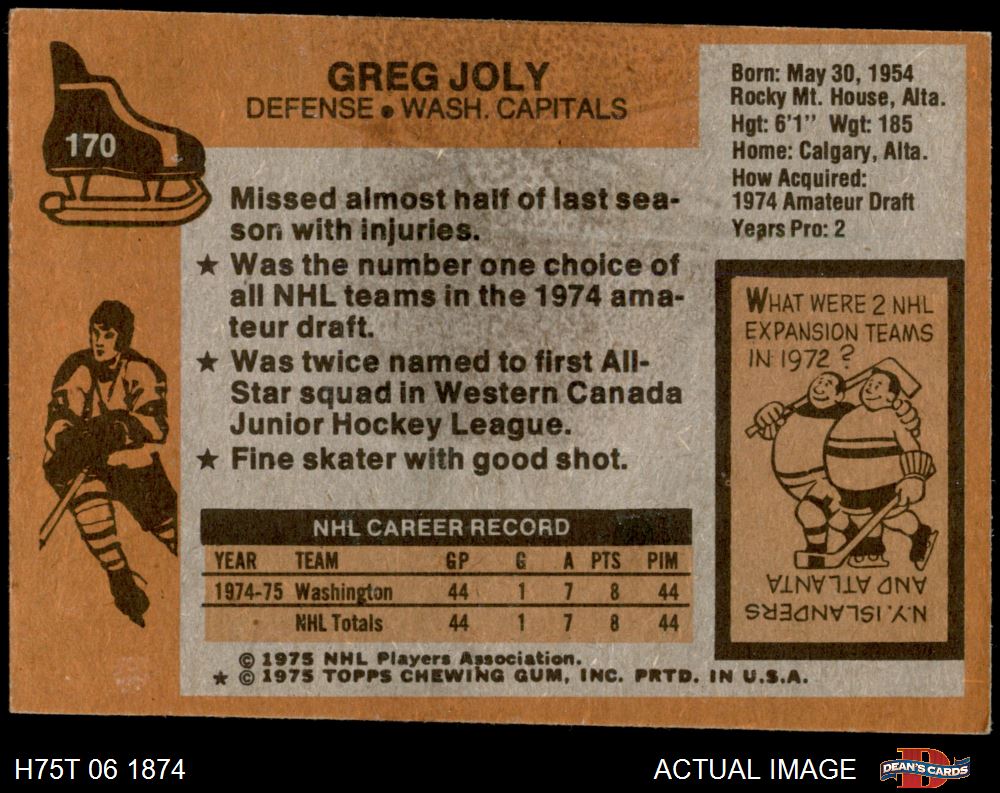 170
GREG JOLY
DEFENSE • WASH. CAPITALS
Born: May 30, 1954
Rocky Mt. House, Alta.
Hgt: 6'1" Wgt: 185
Home: Calgary, Alta.
How Acquired:
1974 Amateur Draft
Years Pro: 2
Missed almost half of last sea-
son with injuries.
★ Was the number one choice of
all NHL teams in the 1974 ama-
teur draft.
★ Was twice named to first All-
Star squad in Western Canada
Junior Hockey League.
★ Fine skater with good shot.
WHAT WERE 2 NHL
EXPANSION TEAMS
IN 1972?
N.Y. ISLANDERS
AND ATLANTA
NHL CAREER RECORD
YEAR TEAM GP G A PTS PIM
1974-75 Washington 44 1 7 8 44
NHL Totals 44 1 7 8 44
© 1975 NHL Players Association.
★ © 1975 TOPPS CHEWING GUM, INC. PRTD. IN U.S.A.
H75T 06 1874
ACTUAL IMAGE
D
DEAN'S CARDS